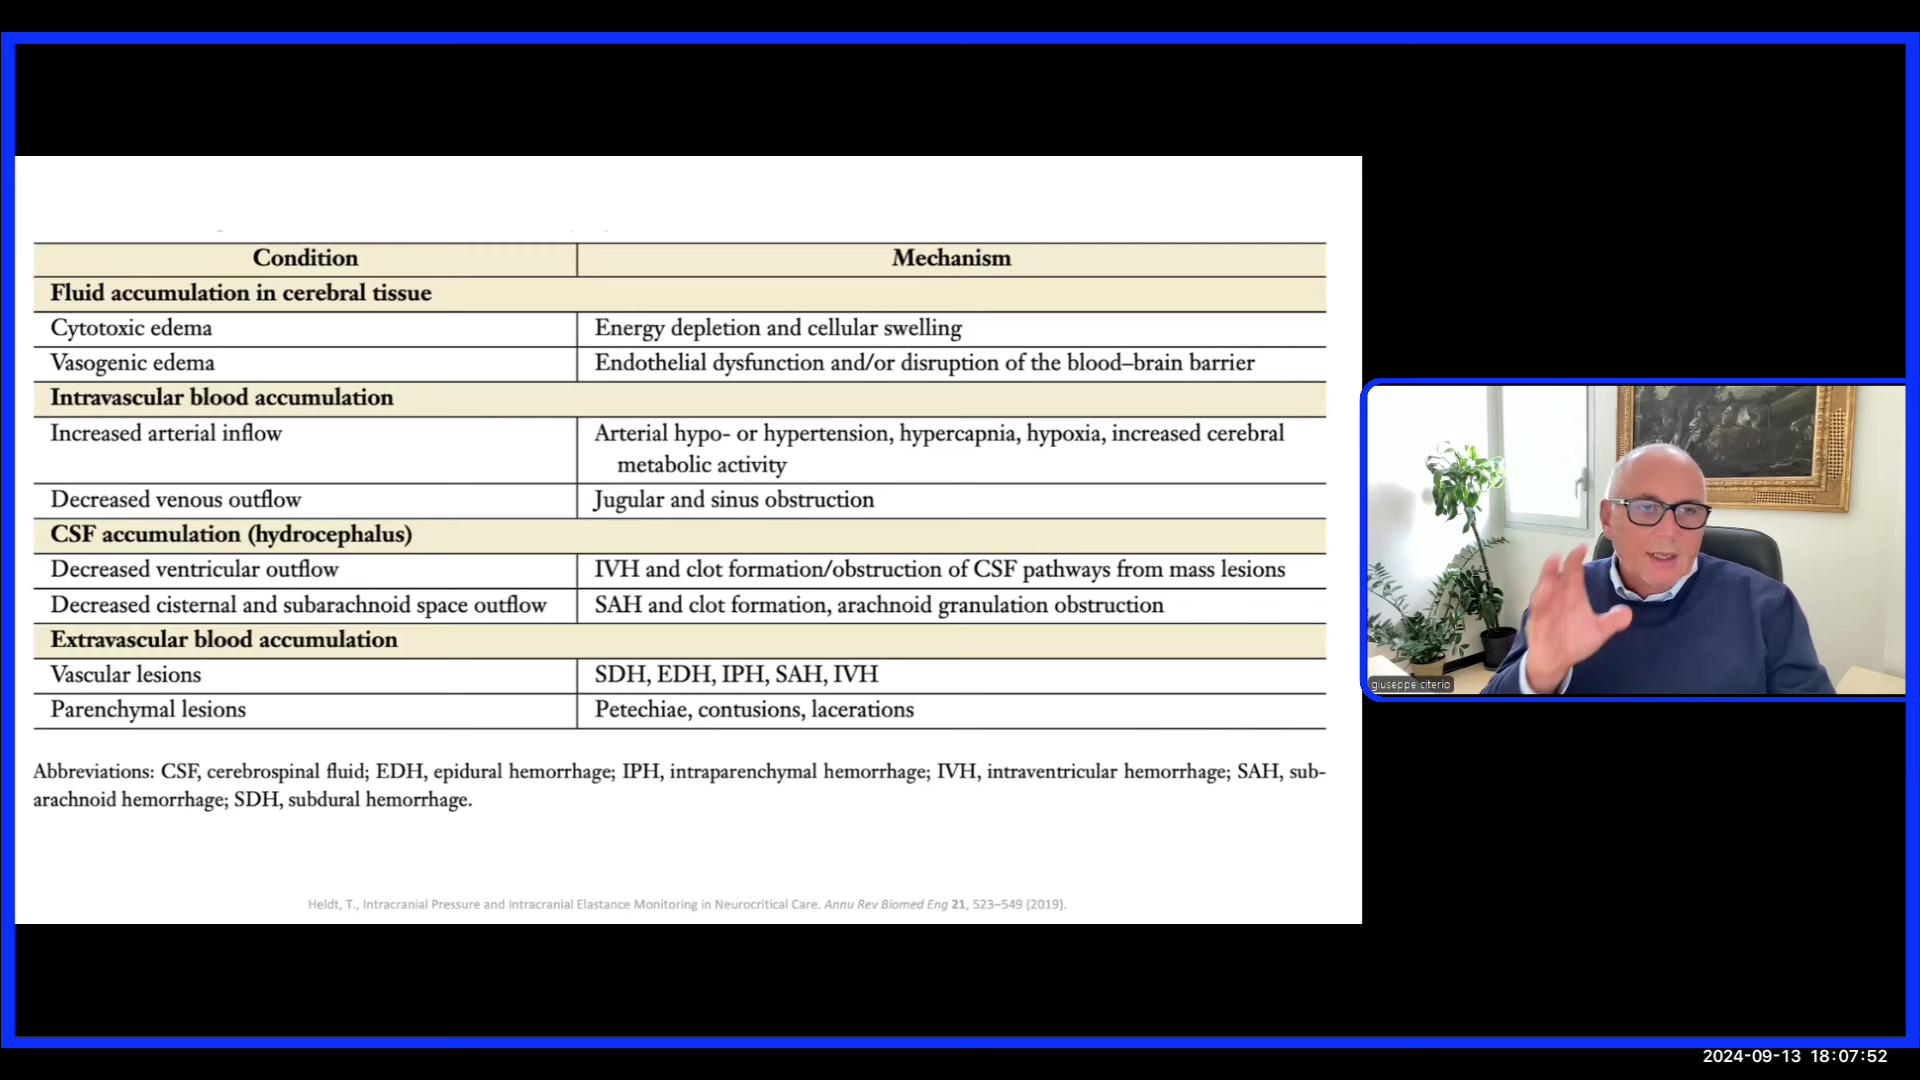 Condition Mechanism
Fluid accumulation in cerebral tissue
Cytotoxic edema Energy depletion and cellular swelling
Vasogenic edema Endothelial dysfunction and/or disruption of the blood–brain barrier
Intravascular blood accumulation
Increased arterial inflow Arterial hypo- or hypertension, hypercapnia, hypoxia, increased cerebral
metabolic activity
Decreased venous outflow Jugular and sinus obstruction
CSF accumulation (hydrocephalus)
Decreased ventricular outflow IVH and clot formation/obstruction of CSF pathways from mass lesions
Decreased cisternal and subarachnoid space outflow SAH and clot formation, arachnoid granulation obstruction
Extravascular blood accumulation
Vascular lesions SDH, EDH, IPH, SAH, IVH
Parenchymal lesions Petechiae, contusions, lacerations
Abbreviations: CSF, cerebrospinal fluid; EDH, epidural hemorrhage; IPH, intraparenchymal hemorrhage; IVH, intraventricular hemorrhage; SAH, sub-
arachnoid hemorrhage; SDH, subdural hemorrhage.
Heldt, T., Intracranial Pressure and Intracranial Elastance Monitoring in Neurocritical Care. Annu Rev Biomed Eng 21, 523–549 (2019).
giuseppe citerio
2024-09-13 18:07:52